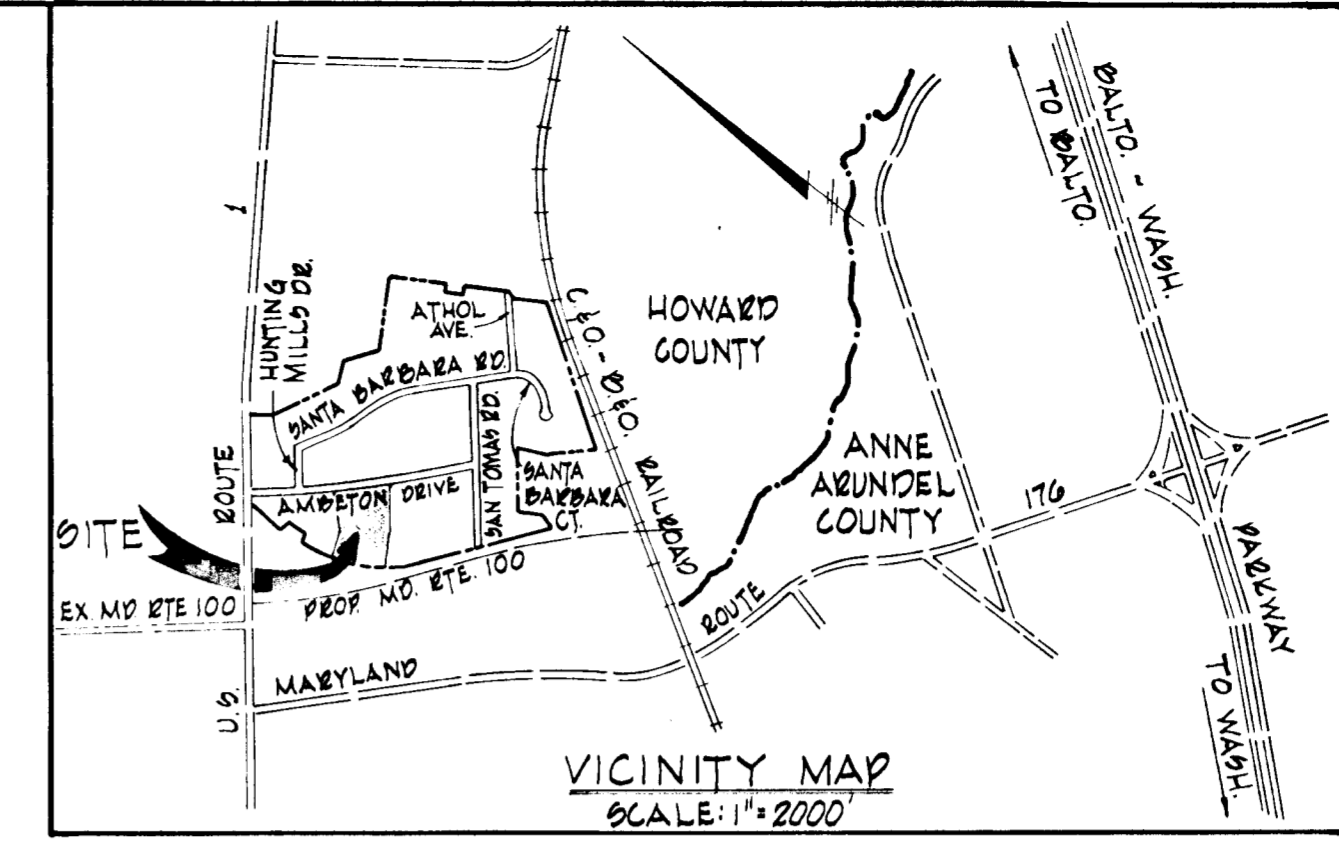 BALTO. - WASH.
TO BALTO.
1
HUNTING
MILLS DR.
ATHOL
AVE.
C.&O. - B.&O. RAILROAD
HOWARD
COUNTY
SANTA BARBARA RD.
SAN TOMAS RD.
ANNE
ARUNDEL
COUNTY
SANTA
BARBARA
CT.
AMBETON DRIVE
ROUTE
176
SITE
PARKWAY
EX. MD RTE 100
PROP. MD. RTE. 100
ROUTE
MARYLAND
U.S.
TO WASH.
VICINITY MAP
SCALE: 1" = 2000'